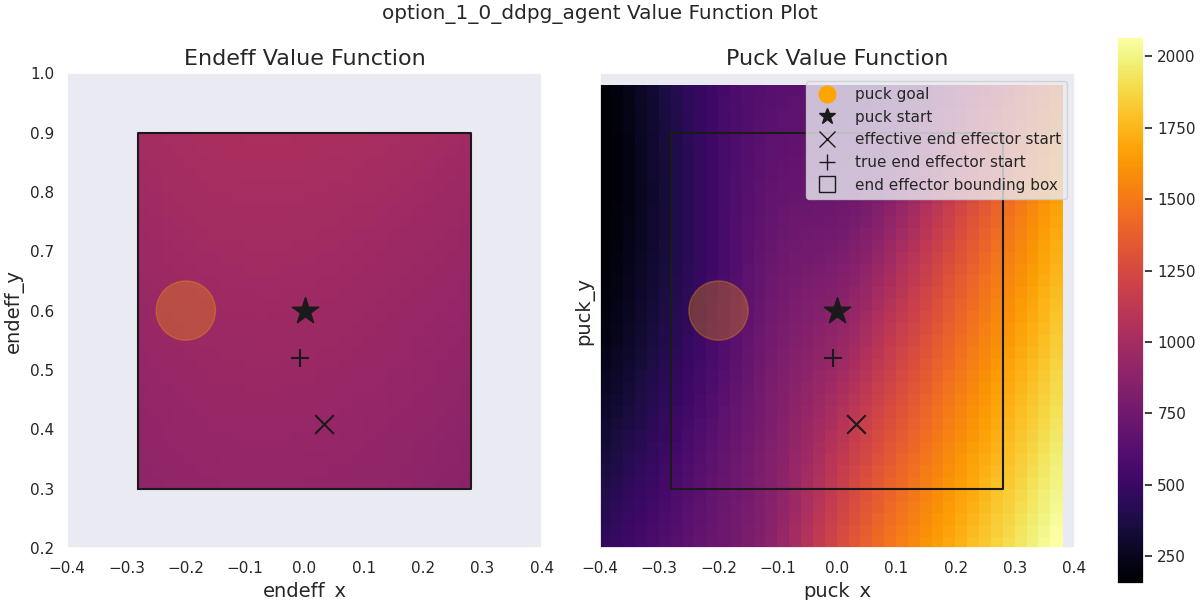 option_1_0_ddpg_agent Value Function Plot
Endeff Value Function
1.0
0.9
0.8
0.7
0.6
0.5
0.4
0.3
0.2
endeff_y
−0.4 −0.3 −0.2 −0.1 0.0 0.1 0.2 0.3 0.4
endeff_x
Puck Value Function
puck goal
puck start
effective end effector start
true end effector start
end effector bounding box
puck_y
−0.4 −0.3 −0.2 −0.1 0.0 0.1 0.2 0.3 0.4
puck_x
2000
1750
1500
1250
1000
750
500
250